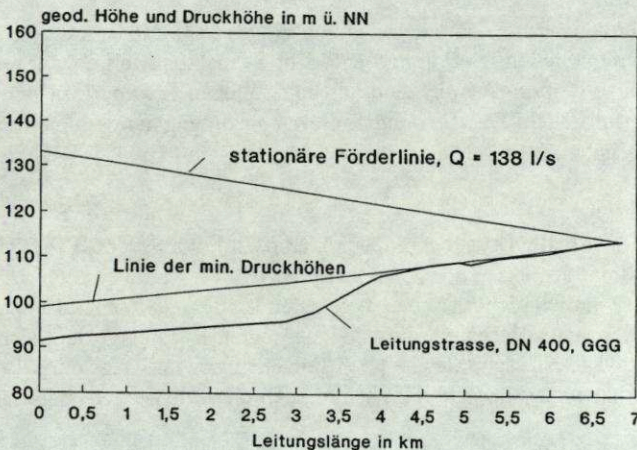 geod. Höhe und Druckhöhe in m ü. NN
160
150
140
130
120
110
100
90
80
stationäre Förderlinie, Q = 138 l/s
Linie der min. Druckhöhen
Leitungstrasse, DN 400, GGG
0 0,5 1 1,5 2 2,5 3 3,5 4 4,5 5 5,5 6 6,5 7
Leitungslänge in km